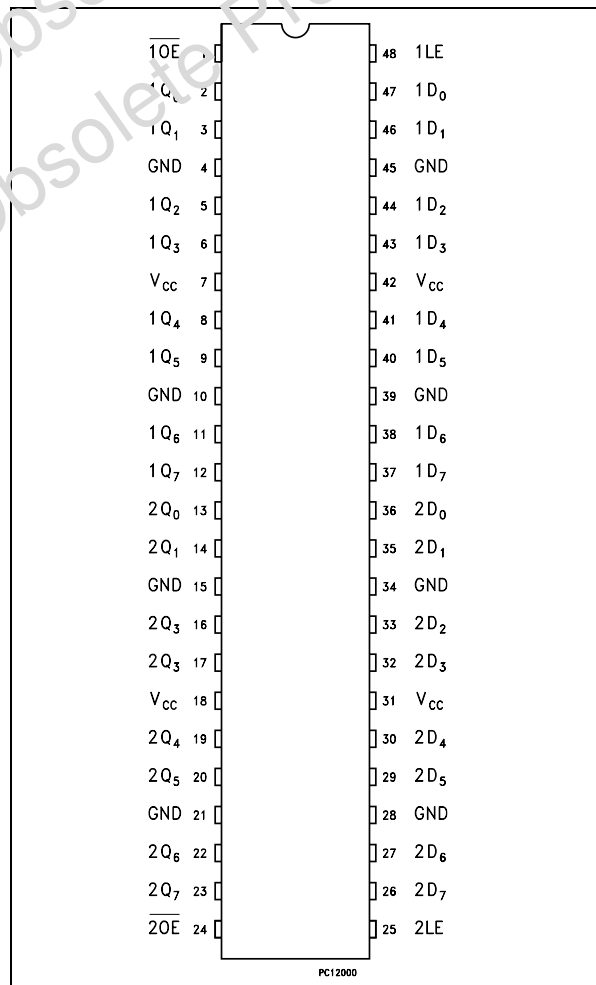 obsolete Pro
1OE 1 48 1LE
1Q₀ 2 47 1D₀
1Q₁ 3 46 1D₁
GND 4 45 GND
1Q₂ 5 44 1D₂
1Q₃ 6 43 1D₃
VCC 7 42 VCC
1Q₄ 8 41 1D₄
1Q₅ 9 40 1D₅
GND 10 39 GND
1Q₆ 11 38 1D₆
1Q₇ 12 37 1D₇
2Q₀ 13 36 2D₀
2Q₁ 14 35 2D₁
GND 15 34 GND
2Q₃ 16 33 2D₂
2Q₃ 17 32 2D₃
VCC 18 31 VCC
2Q₄ 19 30 2D₄
2Q₅ 20 29 2D₅
GND 21 28 GND
2Q₆ 22 27 2D₆
2Q₇ 23 26 2D₇
2OE 24 25 2LE
PC12000